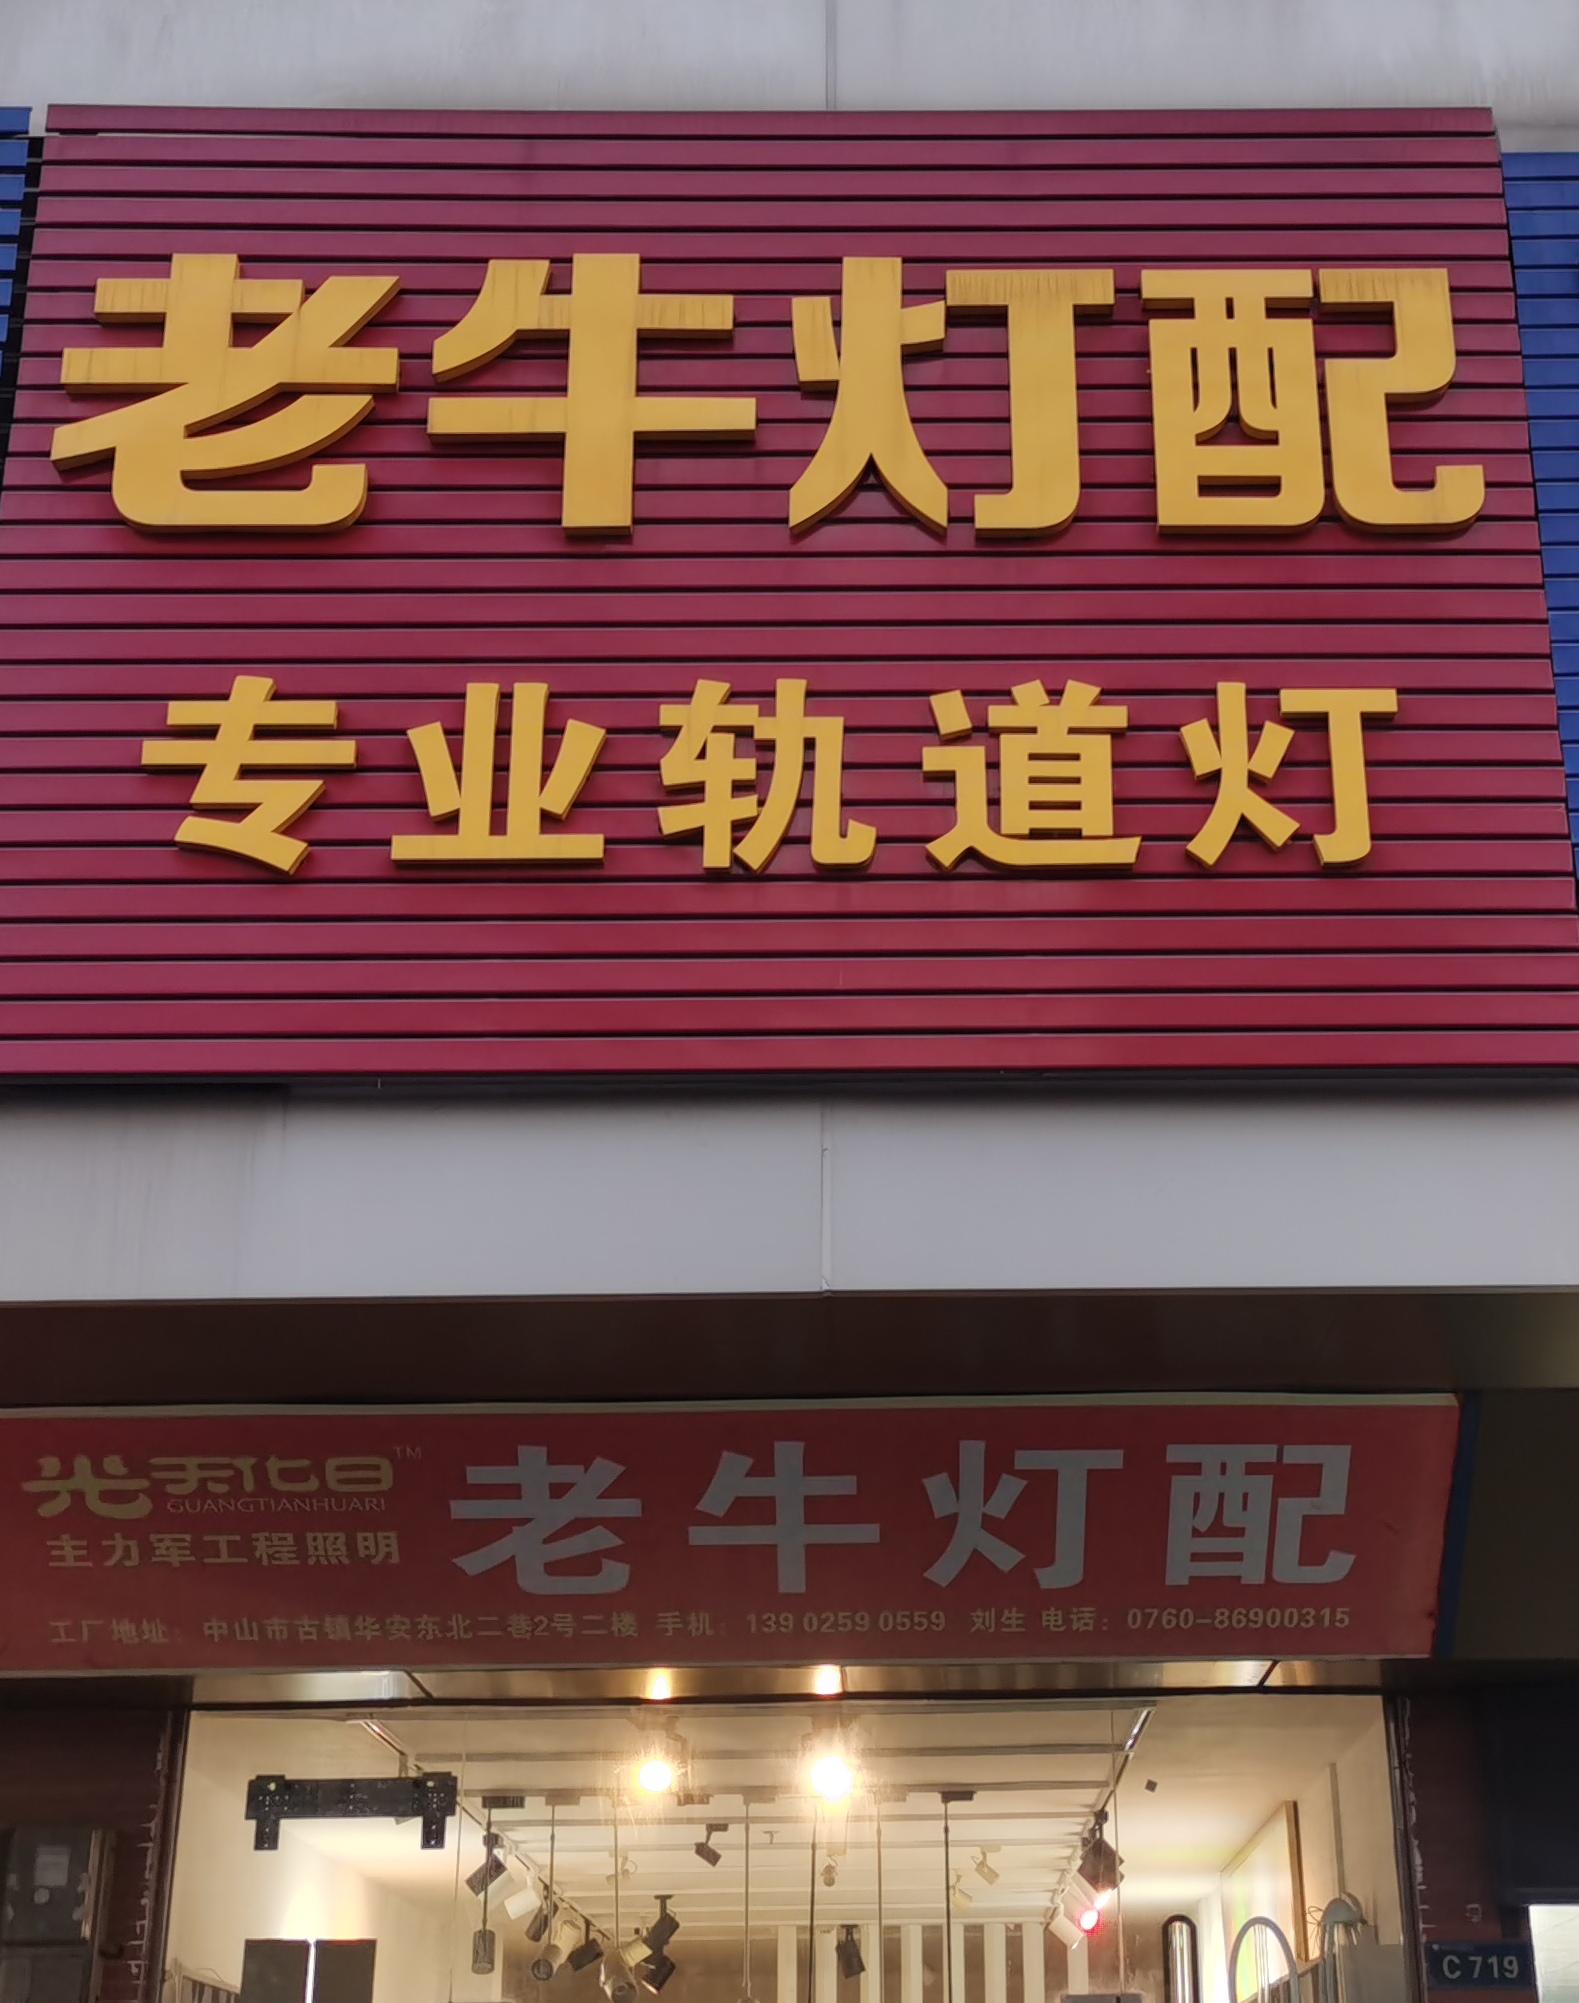 老牛灯配
专业轨道灯
光天化日™
GUANGTIANHUARI
主力军工程照明
老牛灯配
工厂地址：中山市古镇华安东北二巷2号二楼 手机：139 0259 0559 刘生 电话：0760-86900315
C 719